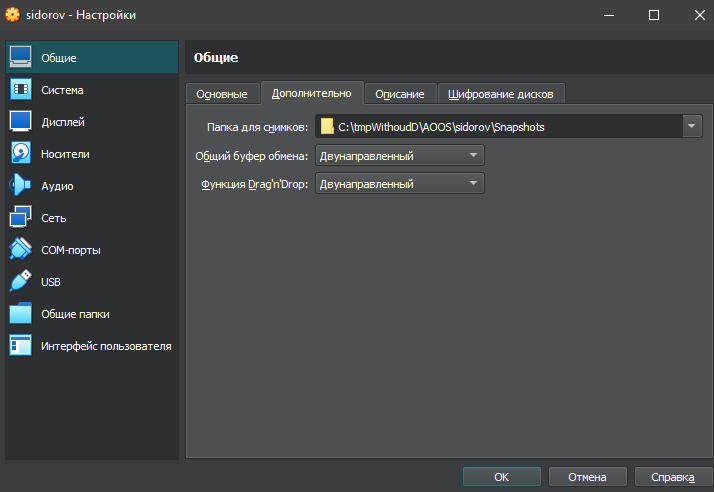 sidorov - Настройки
Общие
Система
Дисплей
Носители
Аудио
Сеть
COM-порты
USB
Общие папки
Интерфейс пользователя
Общие
Основные Дополнительно Описание Шифрование дисков
Папка для снимков: C:\tmpWithoudD\AOOS\sidorov\Snapshots
Общий буфер обмена: Двунаправленный
Функция Drag'n'Drop: Двунаправленный
OK Отмена Справка